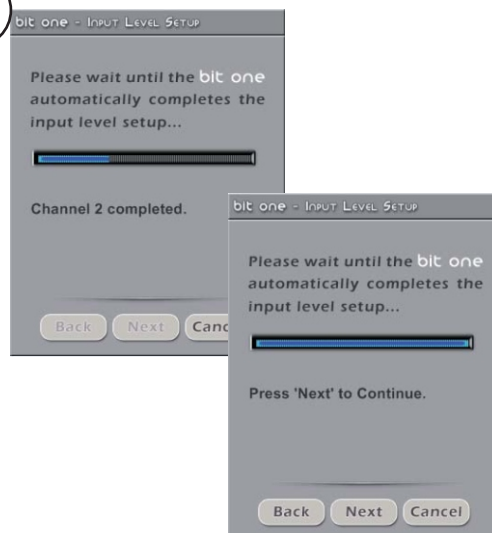 bit one - Input Level Setup
Please wait until the bit one
automatically completes the
input level setup...
Channel 2 completed.
Back Next Canc
bit one - Input Level Setup
Please wait until the bit one
automatically completes the
input level setup...
Press 'Next' to Continue.
Back Next Cancel